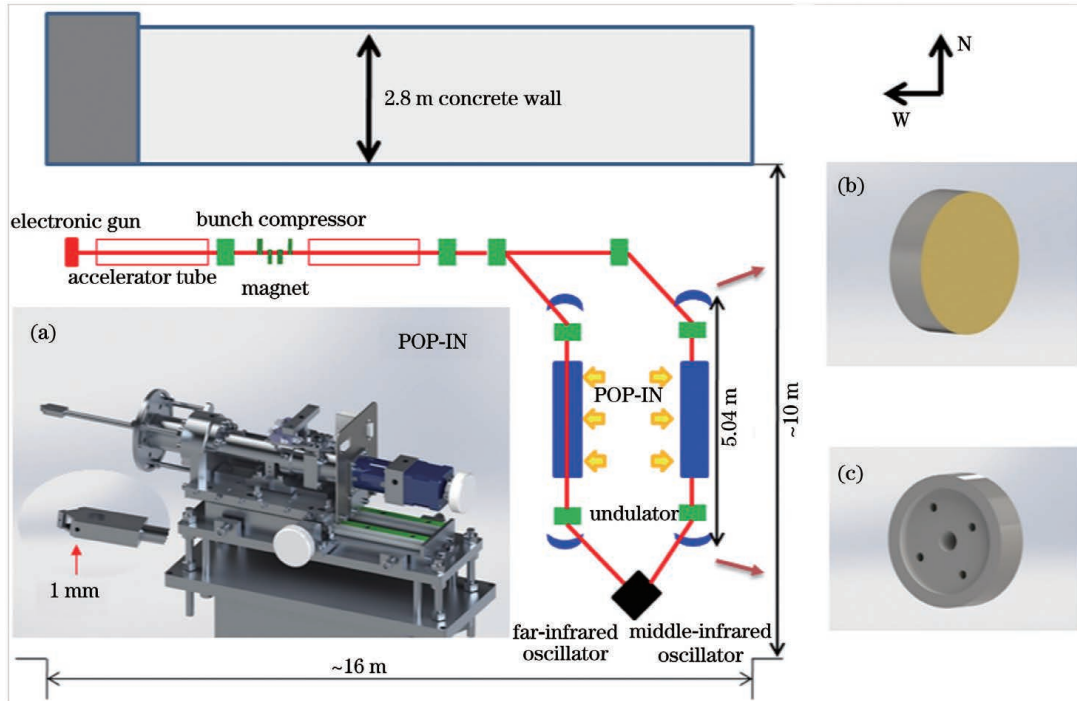 2.8 m concrete wall
N
W
(b)
electronic gun
bunch compressor
accelerator tube
magnet
(a)
POP-IN
POP-IN
5.04 m
~10 m
(c)
undulator
1 mm
far-infrared
oscillator
middle-infrared
oscillator
~16 m